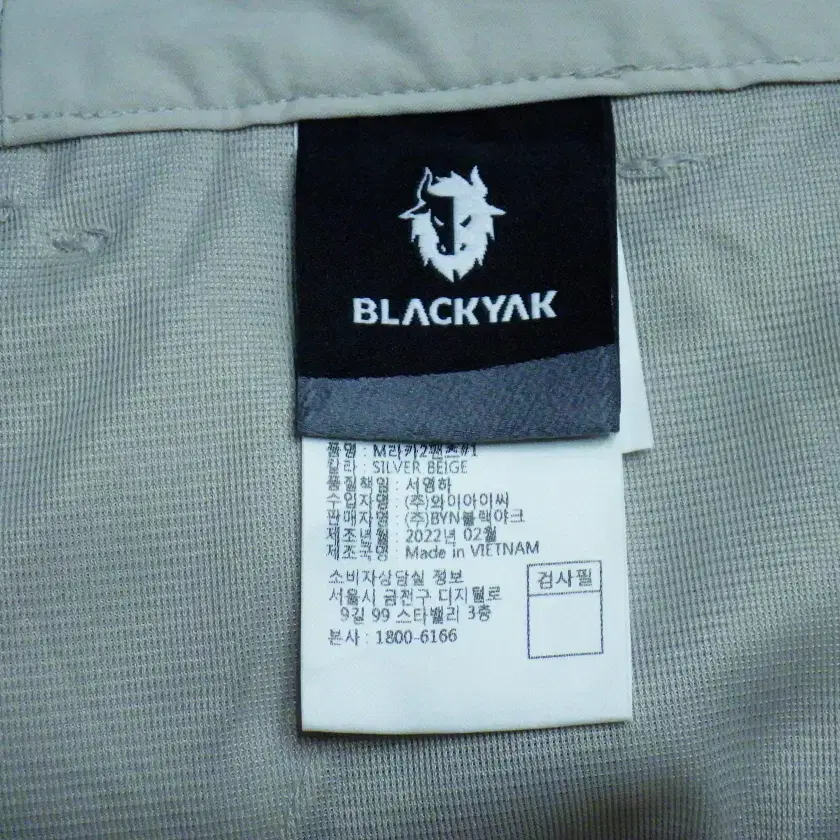 BLACKYAK
품명 : M라카2팬츠#1
칼라 : SILVER BEIGE
품질책임 : 서영하
수입자명 : (주)와이아이씨
판매자명 : (주)BYN블랙야크
제조년월 : 2022년 02월
제조국명 : Made in VIETNAM
소비자상담실 정보
서울시 금천구 디지털로
9길 99 스타밸리 3층
본사 : 1800-6166
검사필